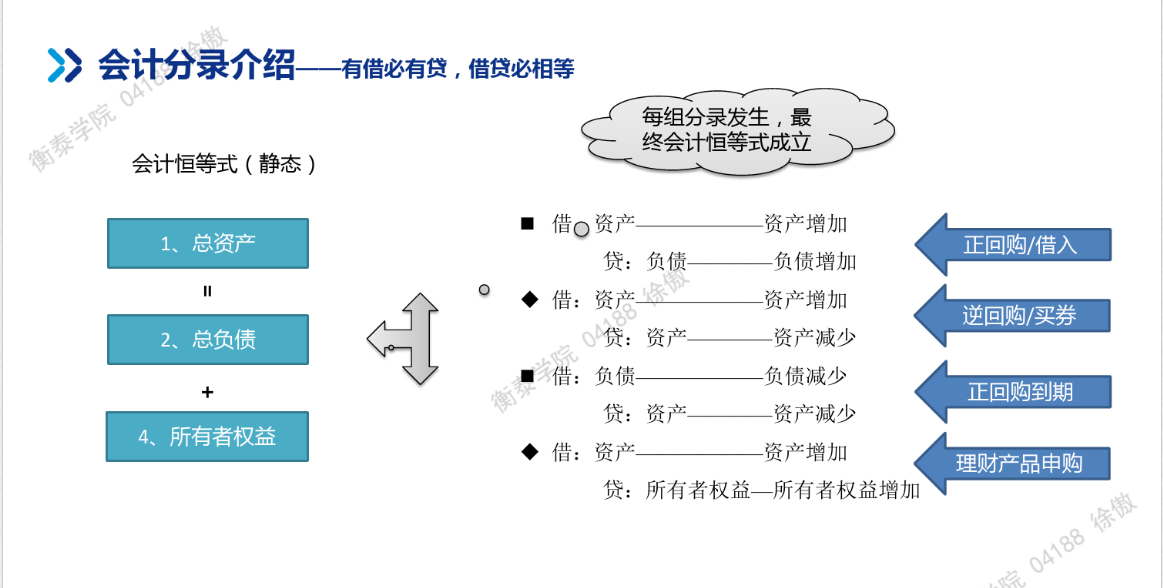 会计分录介绍——有借必有贷，借贷必相等
每组分录发生，最
终会计恒等式成立
会计恒等式（静态）
1、总资产
=
2、总负债
+
4、所有者权益
■ 借：资产——————资产增加
贷：负债————负债增加
正回购/借入
◆ 借：资产——————资产增加
贷：资产————资产减少
逆回购/买券
■ 借：负债——————负债减少
贷：资产————资产减少
正回购到期
◆ 借：资产——————资产增加
贷：所有者权益—所有者权益增加
理财产品申购
衡泰学院 04188 徐傲
衡泰学院 04188 徐傲
学院 04188 徐傲